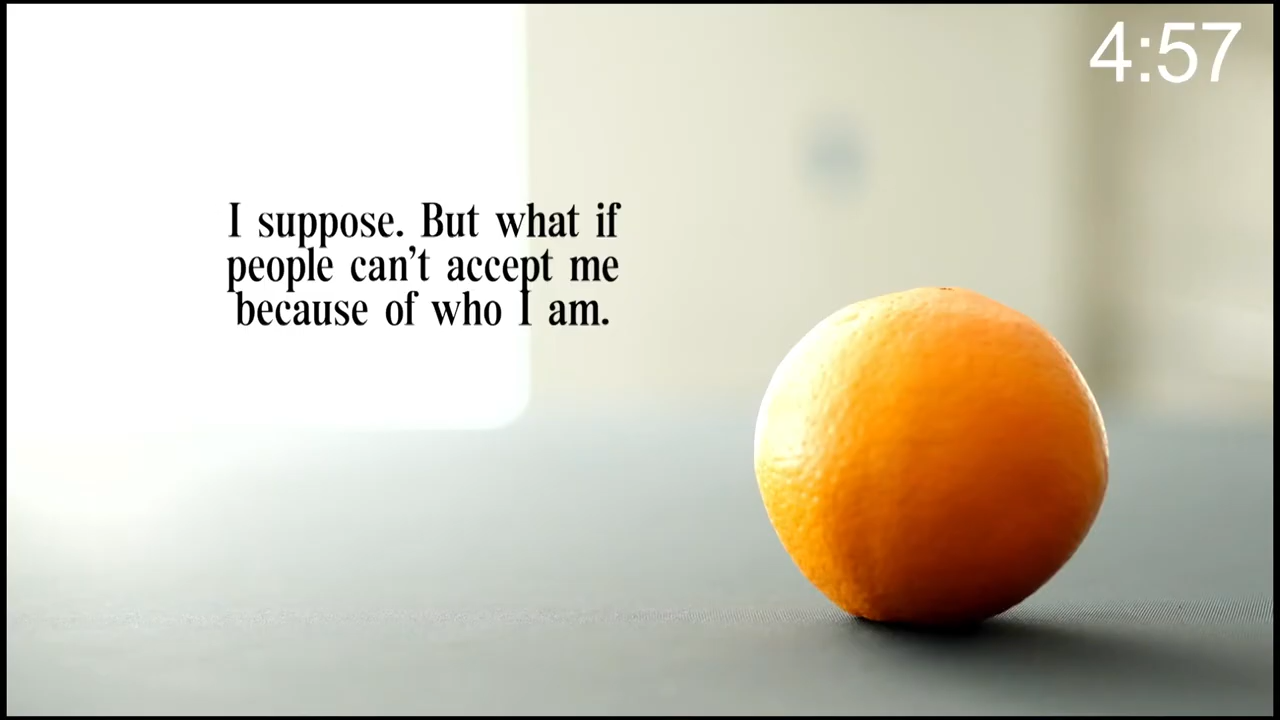 4:57
I suppose. But what if
people can't accept me
because of who I am.